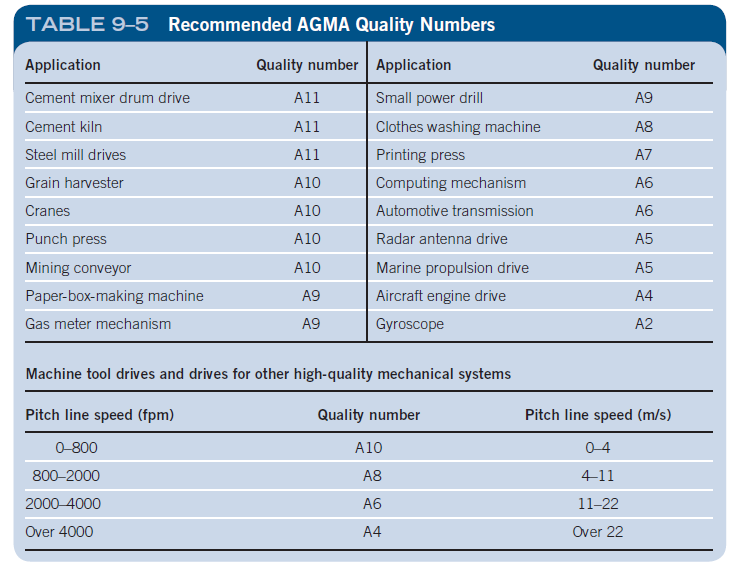 TABLE 9–5 Recommended AGMA Quality Numbers
Application Quality number Application Quality number
Cement mixer drum drive A11 Small power drill A9
Cement kiln A11 Clothes washing machine A8
Steel mill drives A11 Printing press A7
Grain harvester A10 Computing mechanism A6
Cranes A10 Automotive transmission A6
Punch press A10 Radar antenna drive A5
Mining conveyor A10 Marine propulsion drive A5
Paper-box-making machine A9 Aircraft engine drive A4
Gas meter mechanism A9 Gyroscope A2
Machine tool drives and drives for other high-quality mechanical systems
Pitch line speed (fpm) Quality number Pitch line speed (m/s)
0–800 A10 0–4
800–2000 A8 4–11
2000–4000 A6 11–22
Over 4000 A4 Over 22